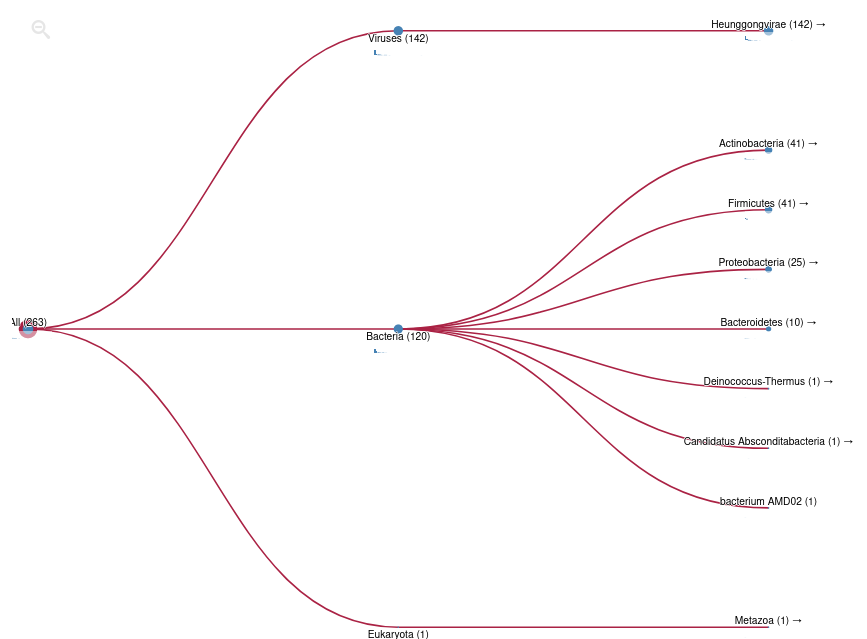 Heunggongvirae (142) →
Viruses (142)
Actinobacteria (41) →
Firmicutes (41) →
Proteobacteria (25) →
All (263)
Bacteroidetes (10) →
Bacteria (120)
Deinococcus-Thermus (1) →
Candidatus Absconditabacteria (1) →
bacterium AMD02 (1)
Metazoa (1) →
Eukaryota (1)